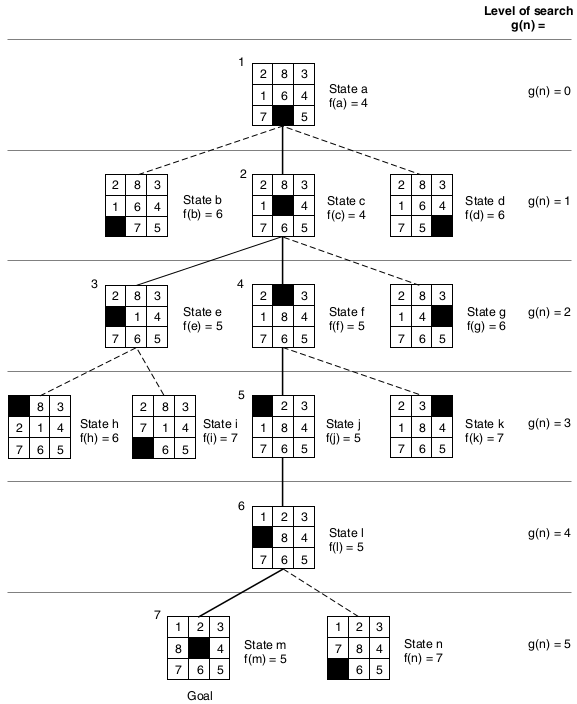 Level of search
g(n) =
1
2 8 3
1 6 4
7 5
State a
f(a) = 4
g(n) = 0
2 8 3
1 6 4
7 5
State b
f(b) = 6
2
2 8 3
1 4
7 6 5
State c
f(c) = 4
2 8 3
1 6 4
7 5
State d
f(d) = 6
g(n) = 1
3
2 8 3
1 4
7 6 5
State e
f(e) = 5
4
2 3
1 8 4
7 6 5
State f
f(f) = 5
2 8 3
1 4
7 6 5
State g
f(g) = 6
g(n) = 2
8 3
2 1 4
7 6 5
State h
f(h) = 6
2 8 3
7 1 4
6 5
State i
f(i) = 7
5
2 3
1 8 4
7 6 5
State j
f(j) = 5
2 3
1 8 4
7 6 5
State k
f(k) = 7
g(n) = 3
6
1 2 3
8 4
7 6 5
State l
f(l) = 5
g(n) = 4
7
1 2 3
8 4
7 6 5
State m
f(m) = 5
Goal
1 2 3
7 8 4
6 5
State n
f(n) = 7
g(n) = 5